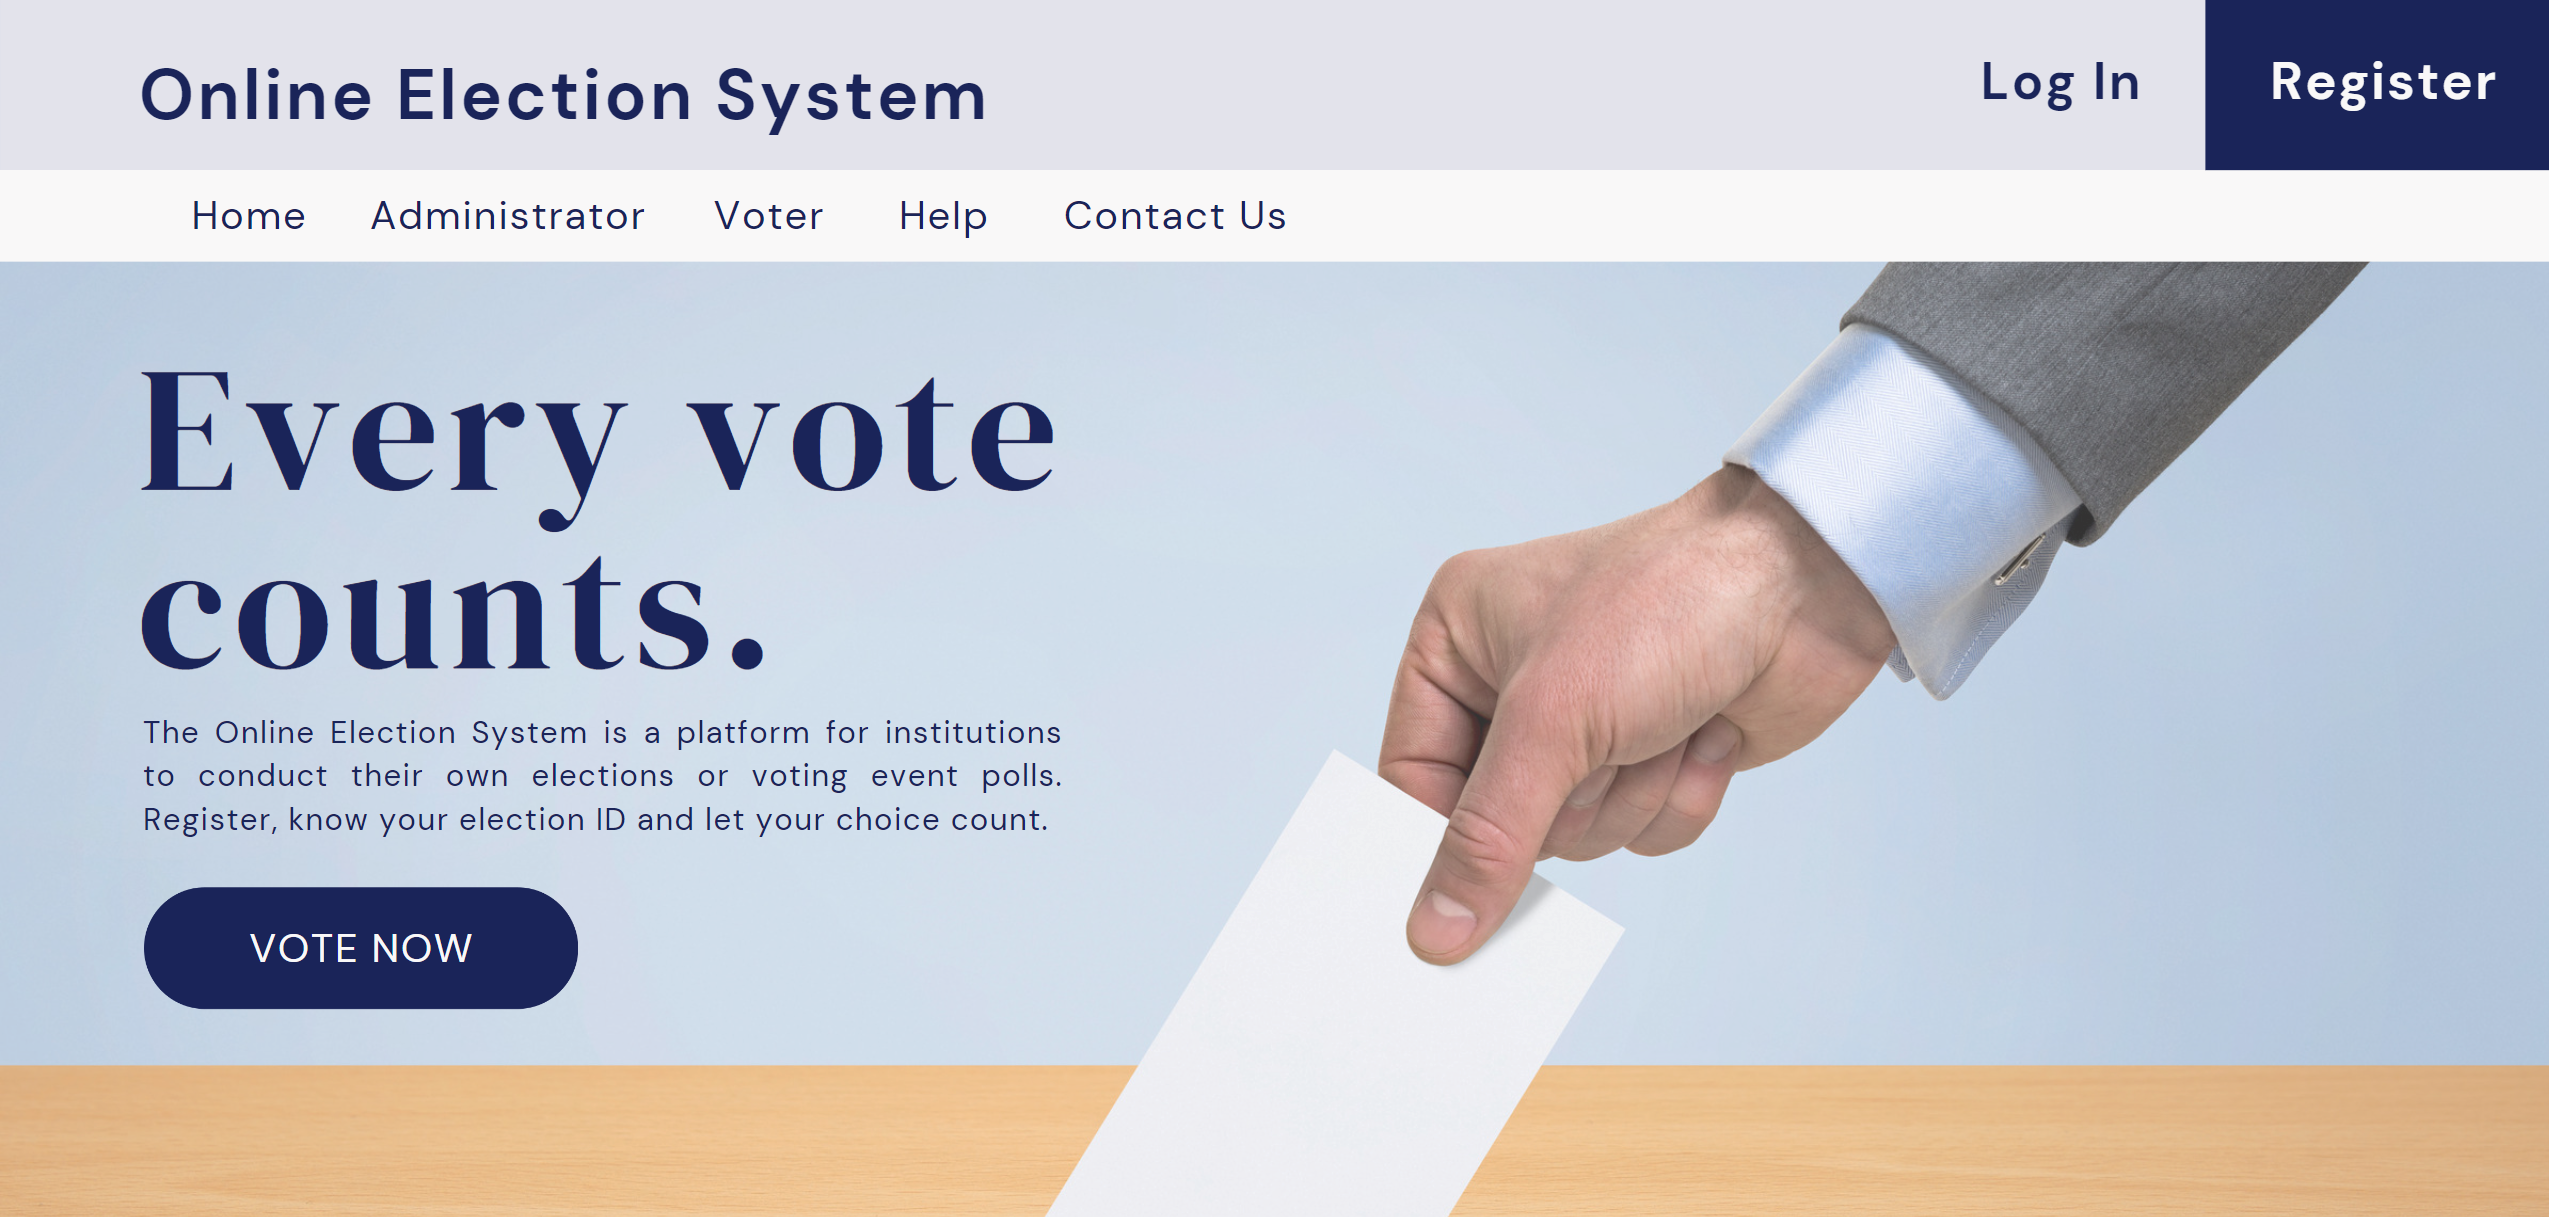 Online Election System
Log In
Register
Home
Administrator
Voter
Help
Contact Us
Every vote
counts.
The Online Election System is a platform for institutions
to conduct their own elections or voting event polls.
Register, know your election ID and let your choice count.
VOTE NOW